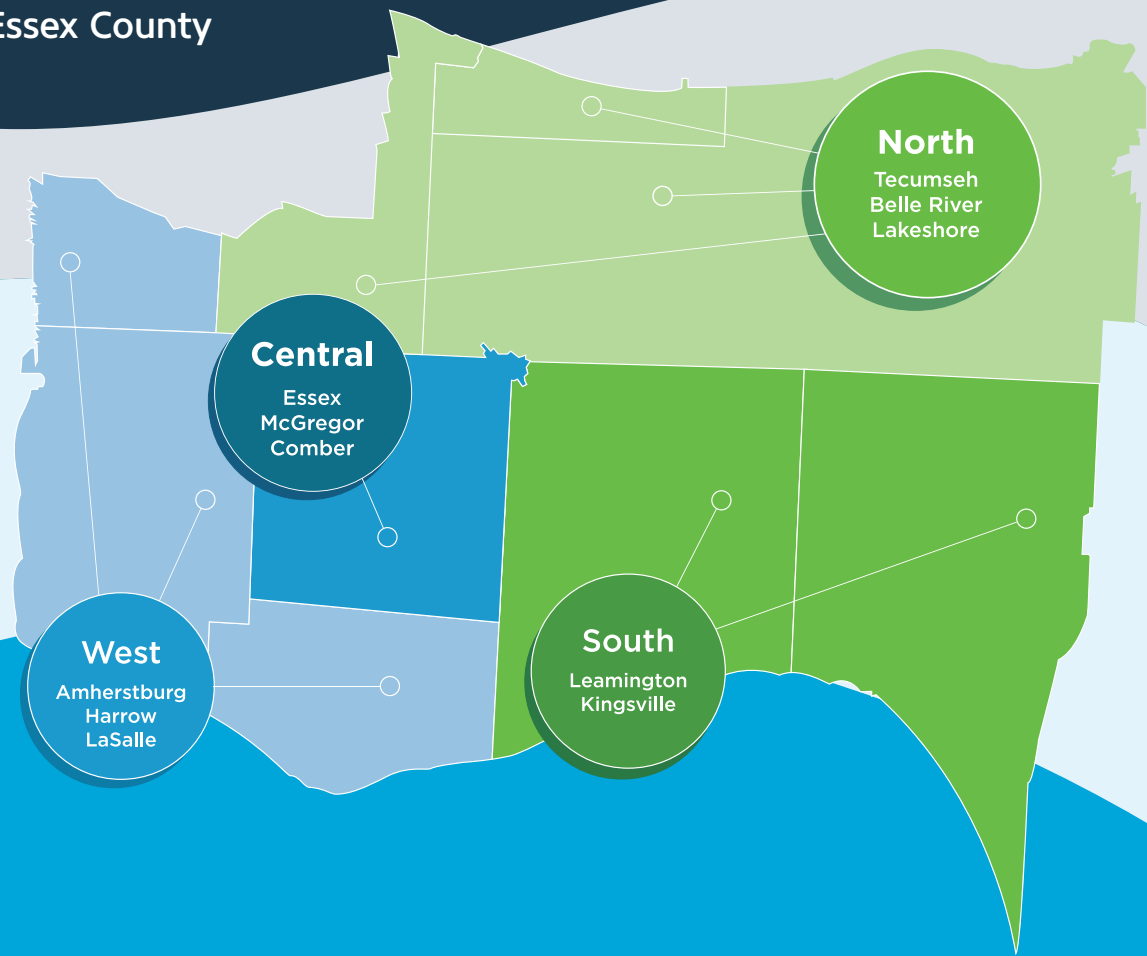 Essex County
North
Tecumseh
Belle River
Lakeshore
Central
Essex
McGregor
Comber
West
Amherstburg
Harrow
LaSalle
South
Leamington
Kingsville